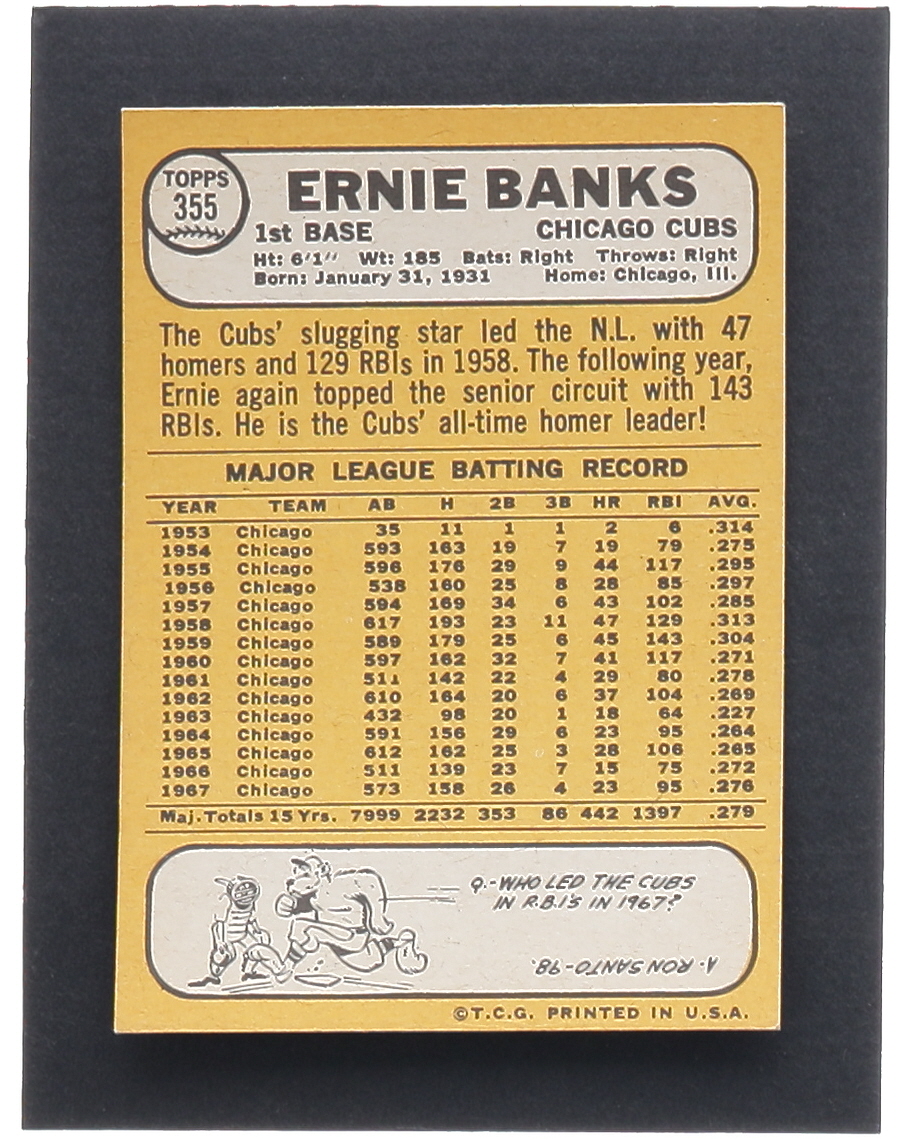 TOPPS
355
ERNIE BANKS
1st BASE CHICAGO CUBS
Ht: 6'1" Wt: 185 Bats: Right Throws: Right
Born: January 31, 1931 Home: Chicago, Ill.
The Cubs' slugging star led the N.L. with 47
homers and 129 RBIs in 1958. The following year,
Ernie again topped the senior circuit with 143
RBIs. He is the Cubs' all-time homer leader!
MAJOR LEAGUE BATTING RECORD
YEAR TEAM AB H 2B 3B HR RBI AVG.
1953 Chicago 35 11 1 1 2 6 .314
1954 Chicago 593 163 19 7 19 79 .275
1955 Chicago 596 176 29 9 44 117 .295
1956 Chicago 538 160 25 8 28 85 .297
1957 Chicago 594 169 34 6 43 102 .285
1958 Chicago 617 193 23 11 47 129 .313
1959 Chicago 589 179 25 6 45 143 .304
1960 Chicago 597 162 32 7 41 117 .271
1961 Chicago 511 142 22 4 29 80 .278
1962 Chicago 610 164 20 6 37 104 .269
1963 Chicago 432 98 20 1 18 64 .227
1964 Chicago 591 156 29 6 23 95 .264
1965 Chicago 612 162 25 3 28 106 .265
1966 Chicago 511 139 23 7 15 75 .272
1967 Chicago 573 158 26 4 23 95 .276
Maj. Totals 15 Yrs. 7999 2232 353 86 442 1397 .279
Q.-WHO LED THE CUBS
IN R.B.I'S IN 1967?
A- RON SANTO-98.
©T.C.G. PRINTED IN U.S.A.